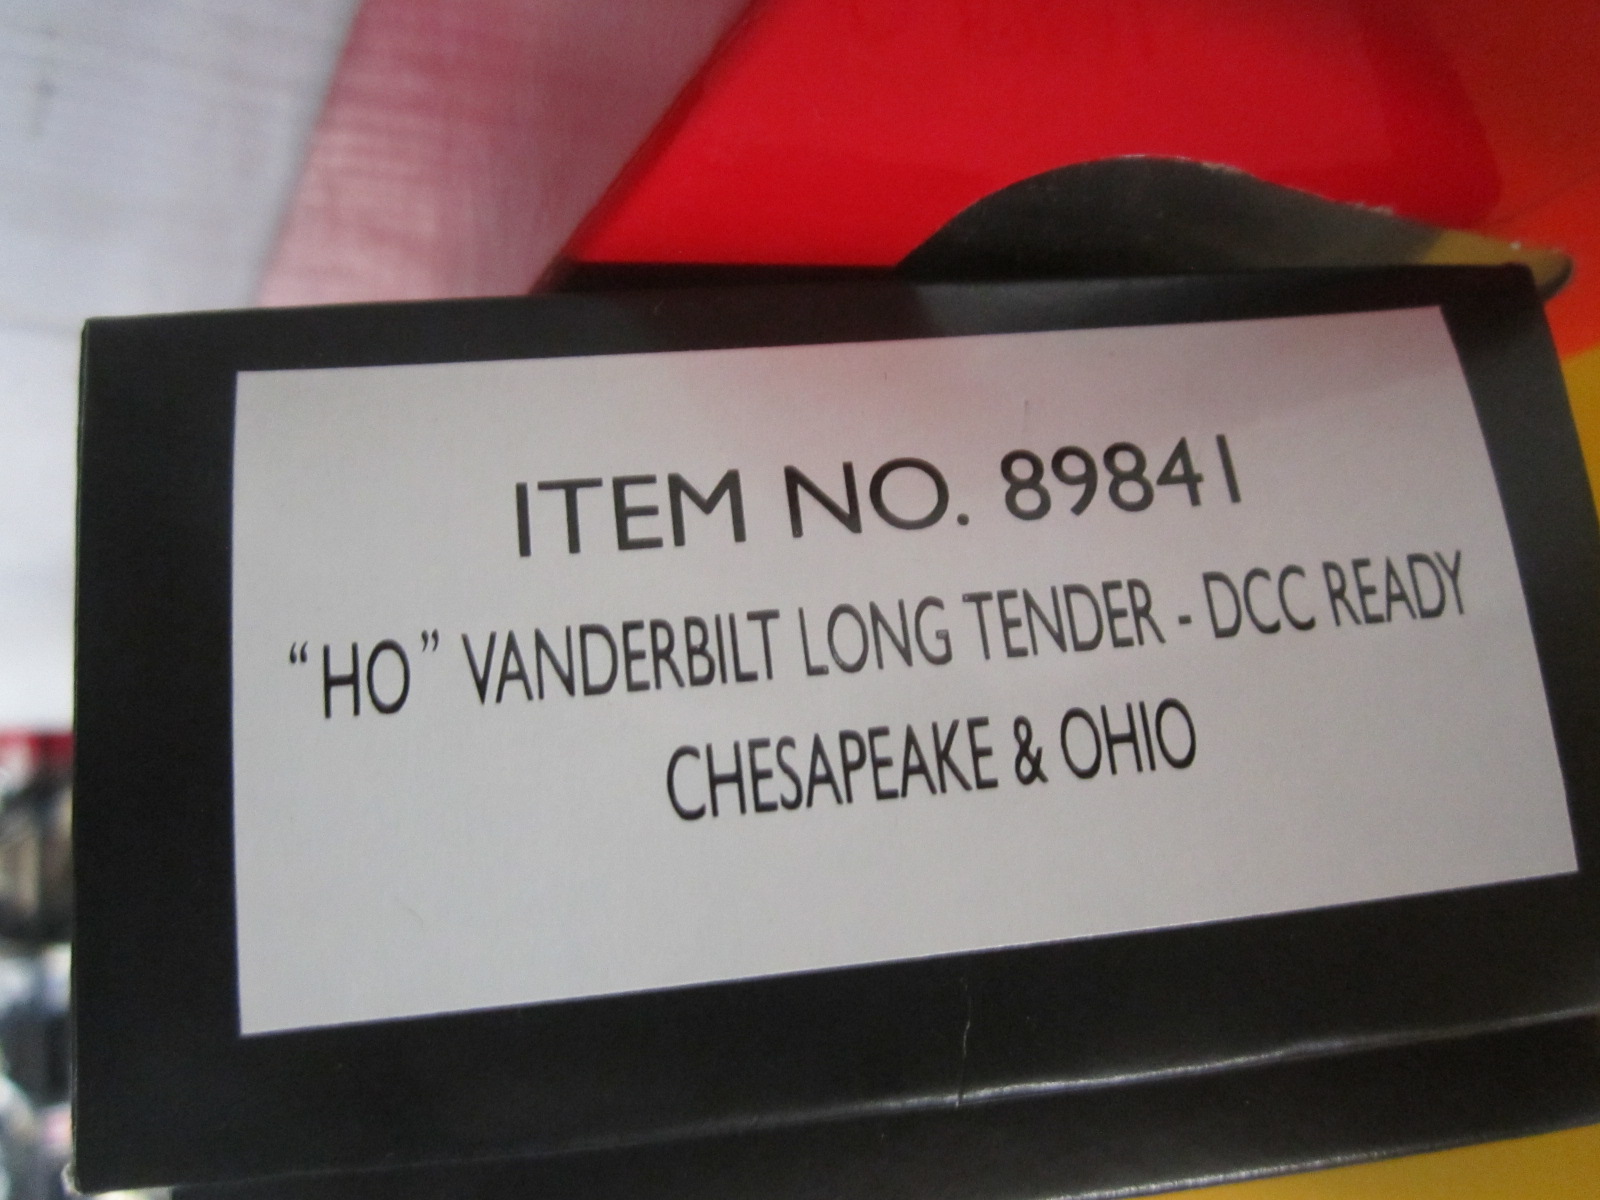 ITEM NO. 89841
“HO” VANDERBILT LONG TENDER - DCC READY
CHESAPEAKE & OHIO